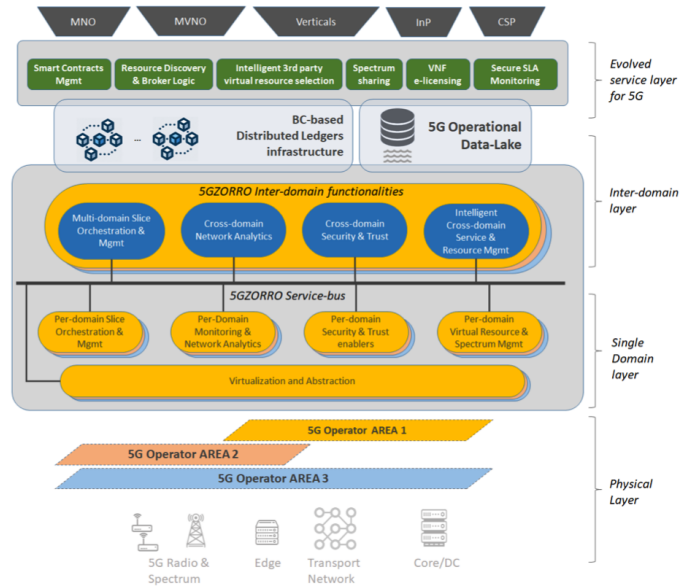 MNO
MVNO
Verticals
InP
CSP
Smart Contracts
Mgmt
Resource Discovery
& Broker Logic
Intelligent 3rd party
virtual resource selection
Spectrum
sharing
VNF
e-licensing
Secure SLA
Monitoring
Evolved
service layer
for 5G
...
BC-based
Distributed Ledgers
infrastructure
5G Operational
Data-Lake
Inter-domain
layer
5GZORRO Inter-domain functionalities
Multi-domain Slice
Orchestration &
Mgmt
Cross-domain
Network Analytics
Cross-domain
Security & Trust
Intelligent
Cross-domain
Service &
Resource Mgmt
5GZORRO Service-bus
Per-domain Slice
Orchestration &
Mgmt
Per-Domain
Monitoring &
Network Analytics
Per-domain
Security & Trust
enablers
Per-domain
Virtual Resource &
Spectrum Mgmt
Single
Domain
layer
Virtualization and Abstraction
5G Operator AREA 1
5G Operator AREA 2
5G Operator AREA 3
Physical
Layer
5G Radio &
Spectrum
Edge
Transport
Network
Core/DC